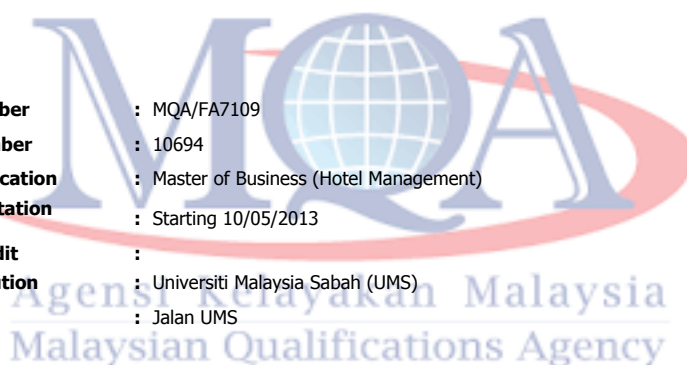 MQA
ber : MQA/FA7109
ber : 10694
cation : Master of Business (Hotel Management)
tation : Starting 10/05/2013
dit :
tion : Universiti Malaysia Sabah (UMS)
Agensi Kelayakan Malaysia
: Jalan UMS
Malaysian Qualifications Agency